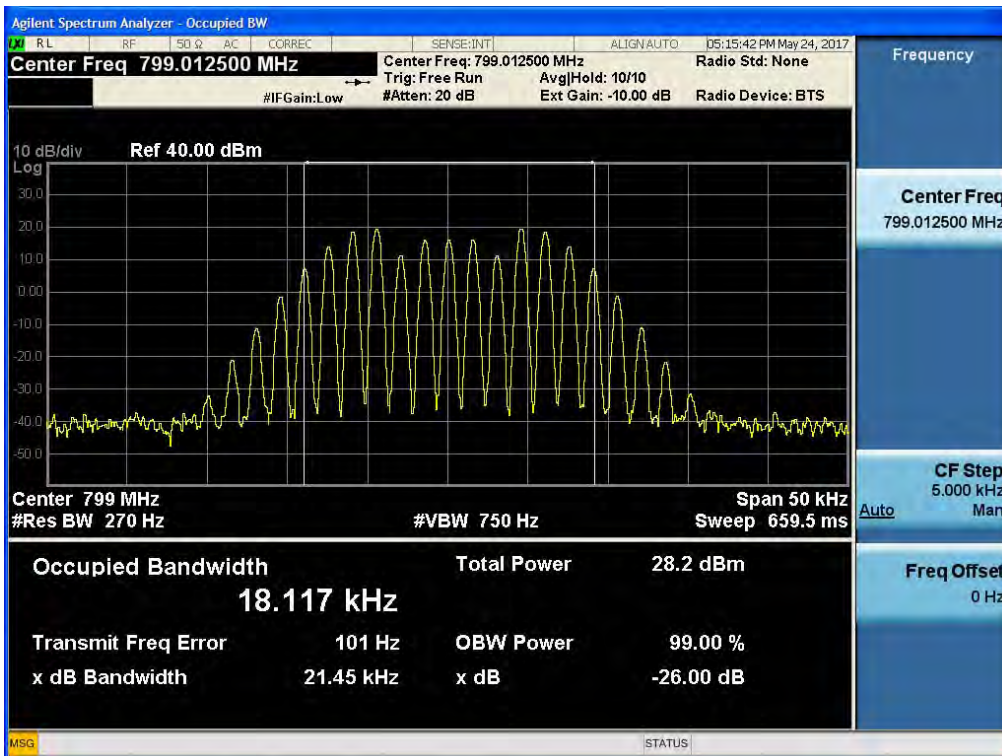 Agilent Spectrum Analyzer - Occupied BW
LXI RL RF 50 Ω AC CORREC SENSE:INT ALIGN AUTO 05:15:42 PM May 24, 2017
Center Freq 799.012500 MHz
Center Freq: 799.012500 MHz
Radio Std: None
Trig: Free Run Avg|Hold: 10/10
#IFGain:Low #Atten: 20 dB Ext Gain: -10.00 dB Radio Device: BTS
10 dB/div Ref 40.00 dBm
Log
30.0
20.0
10.0
0.00
-10.0
-20.0
-30.0
-40.0
-50.0
Center 799 MHz Span 50 kHz
#Res BW 270 Hz #VBW 750 Hz Sweep 659.5 ms
Occupied Bandwidth Total Power 28.2 dBm
18.117 kHz
Transmit Freq Error 101 Hz OBW Power 99.00 %
x dB Bandwidth 21.45 kHz x dB -26.00 dB
MSG STATUS
Frequency
Center Freq
799.012500 MHz
CF Step
5.000 kHz
Auto Man
Freq Offset
0 Hz